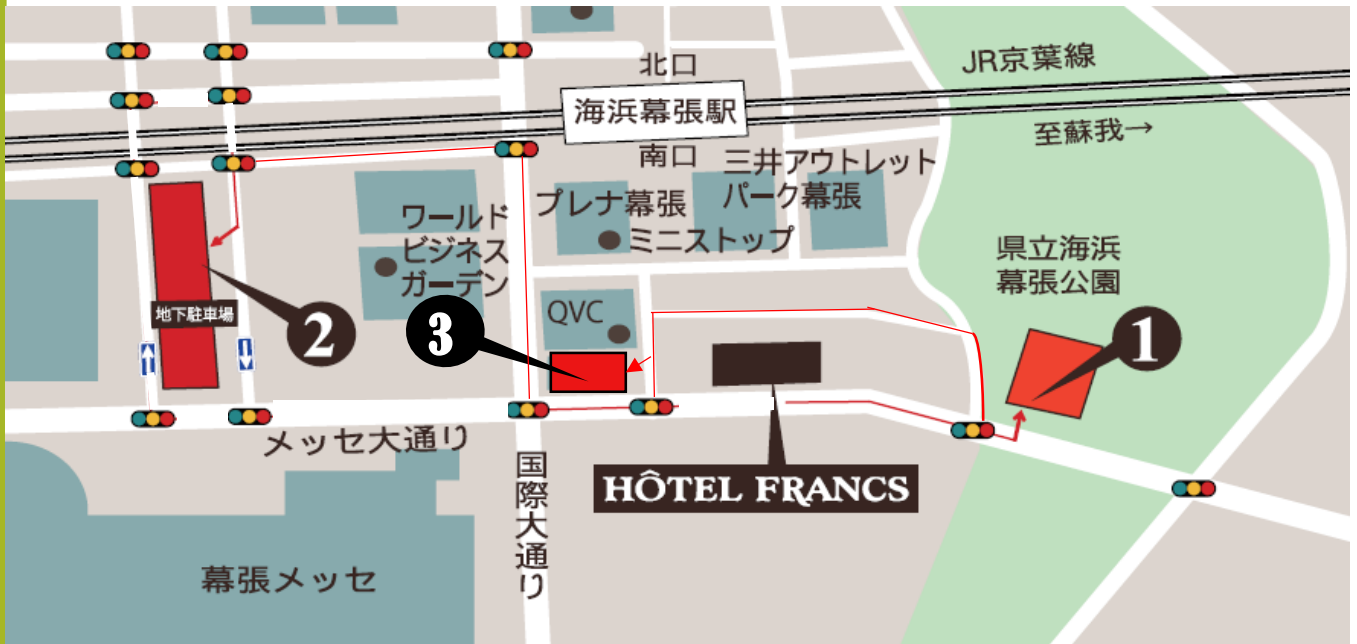 北口
JR京葉線
海浜幕張駅
至蘇我→
南口
三井アウトレット
パーク幕張
プレナ幕張
ミニストップ
ワールド
ビジネス
ガーデン
県立海浜
幕張公園
QVC
地下駐車場
2
3
1
メッセ大通り
国際大通り
HÔTEL FRANCS
幕張メッセ